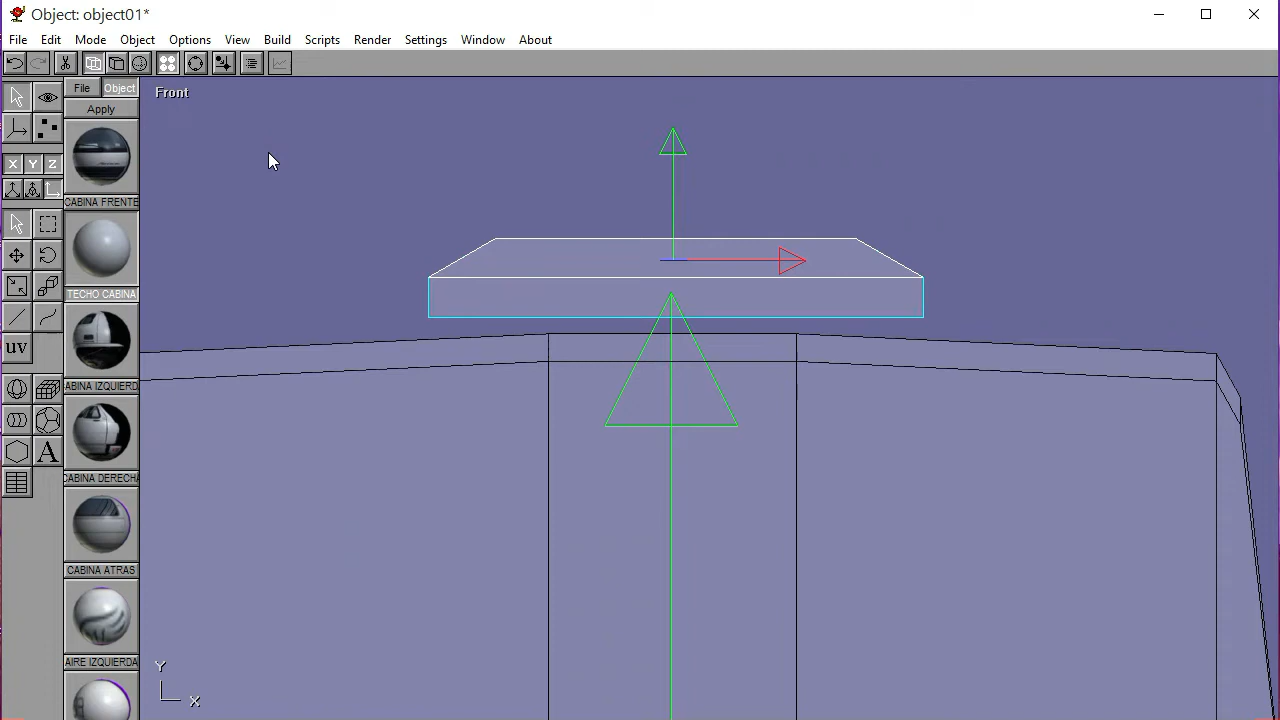 Object: object01*
File Edit Mode Object Options View Build Scripts Render Settings Window About
File Object
Apply
Front
X Y Z
CABINA FRENTE
TECHO CABINA
ABINA IZQUIERD
uv
CABINA DERECHA
A
CABINA ATRAS
AIRE IZQUIERDA
Y
X